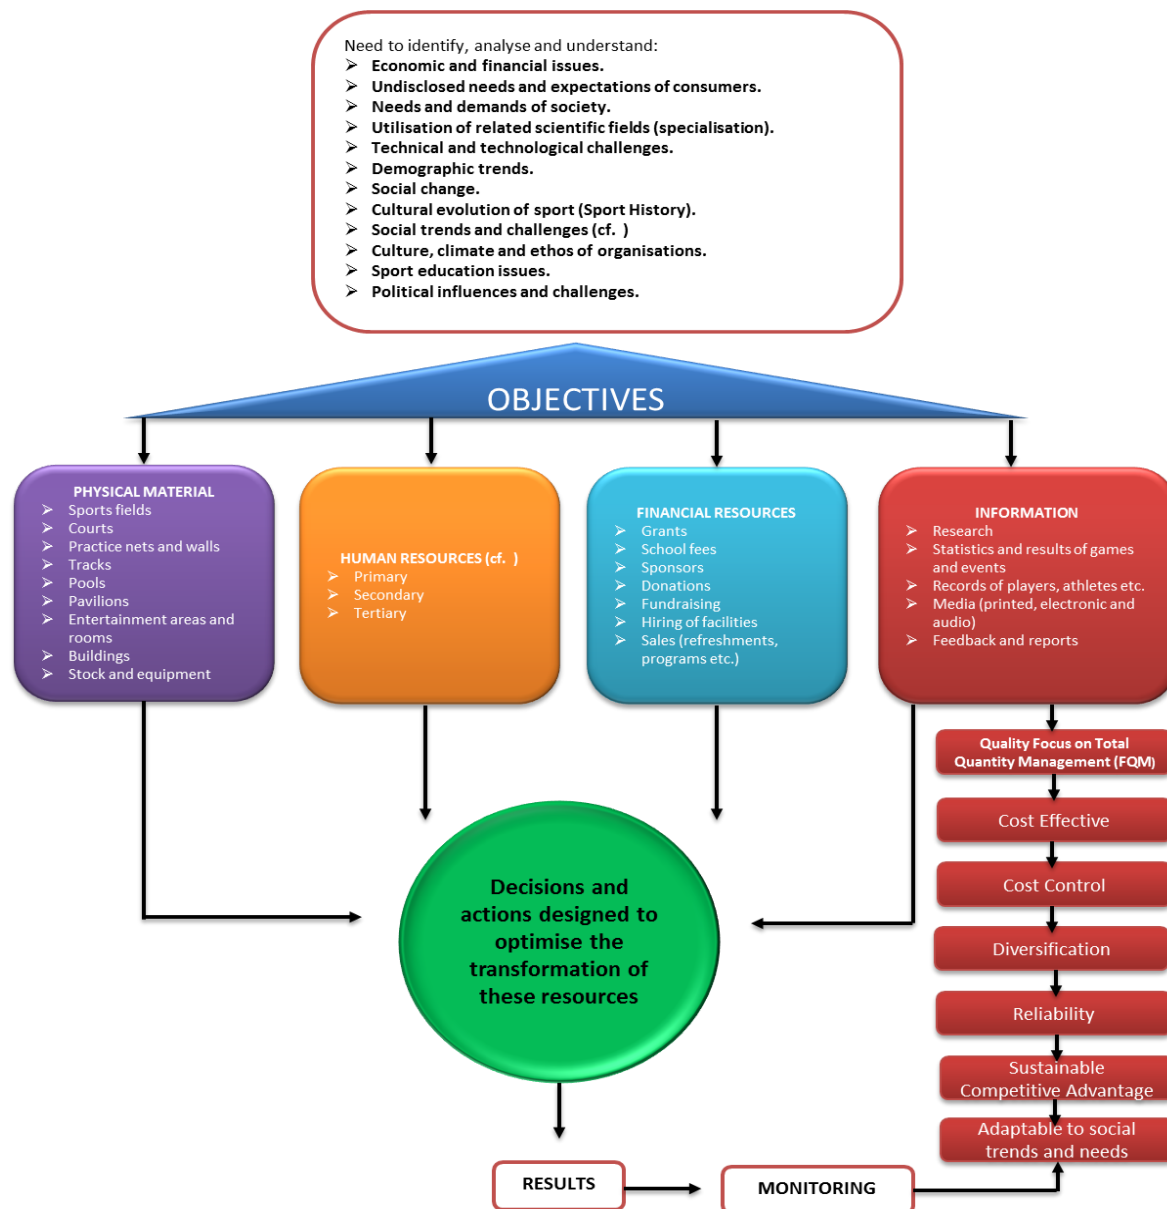 Need to identify, analyse and understand:
➢ Economic and financial issues.
➢ Undisclosed needs and expectations of consumers.
➢ Needs and demands of society.
➢ Utilisation of related scientific fields (specialisation).
➢ Technical and technological challenges.
➢ Demographic trends.
➢ Social change.
➢ Cultural evolution of sport (Sport History).
➢ Social trends and challenges (cf. )
➢ Culture, climate and ethos of organisations.
➢ Sport education issues.
➢ Political influences and challenges.
OBJECTIVES
PHYSICAL MATERIAL
➢ Sports fields
➢ Courts
➢ Practice nets and walls
➢ Tracks
➢ Pools
➢ Pavilions
➢ Entertainment areas and
rooms
➢ Buildings
➢ Stock and equipment
HUMAN RESOURCES (cf. )
➢ Primary
➢ Secondary
➢ Tertiary
FINANCIAL RESOURCES
➢ Grants
➢ School fees
➢ Sponsors
➢ Donations
➢ Fundraising
➢ Hiring of facilities
➢ Sales (refreshments,
programs etc.)
INFORMATION
➢ Research
➢ Statistics and results of games
and events
➢ Records of players, athletes etc.
➢ Media (printed, electronic and
audio)
➢ Feedback and reports
Quality Focus on Total
Quantity Management (FQM)
Cost Effective
Cost Control
Diversification
Reliability
Sustainable
Competitive Advantage
Adaptable to social
trends and needs
Decisions and
actions designed to
optimise the
transformation of
these resources
RESULTS
MONITORING